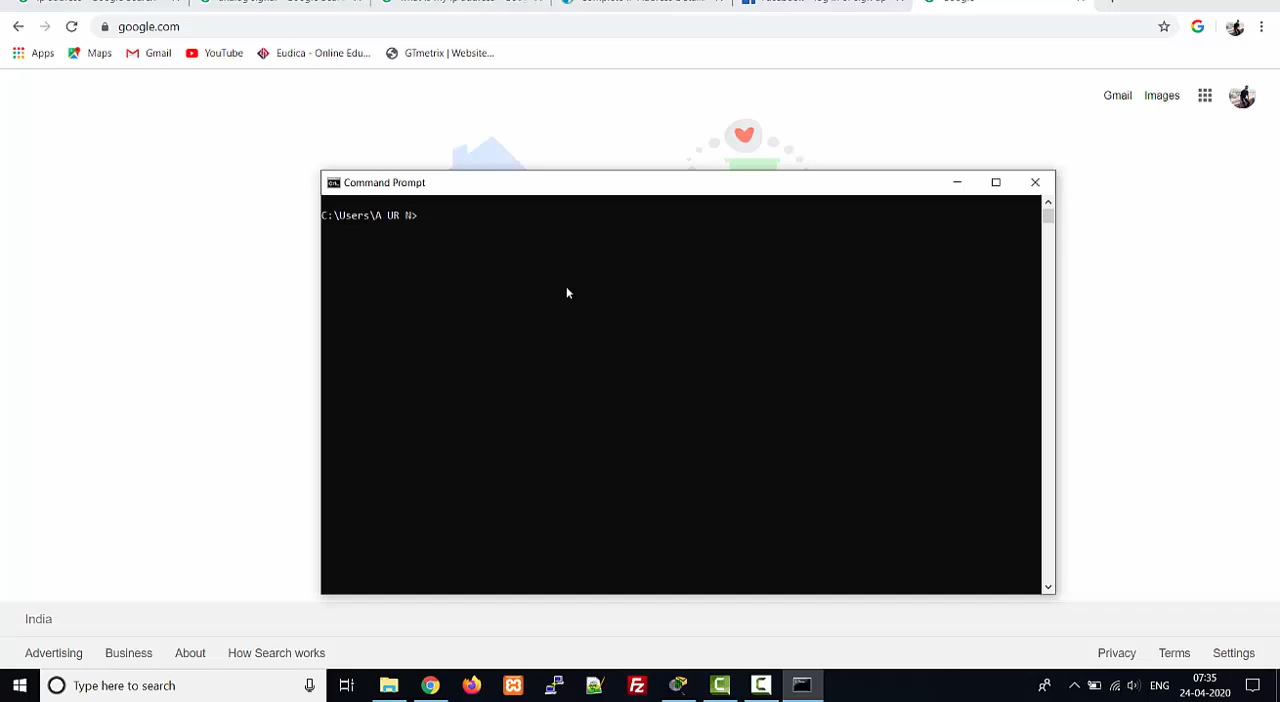 google.com
Apps
Maps
Gmail
YouTube
Eudica - Online Edu...
GTmetrix | Website...
Gmail
Images
Command Prompt
C:\Users\A UR N>
India
Advertising
Business
About
How Search works
Privacy
Terms
Settings
Type here to search
ENG
07:35
24-04-2020